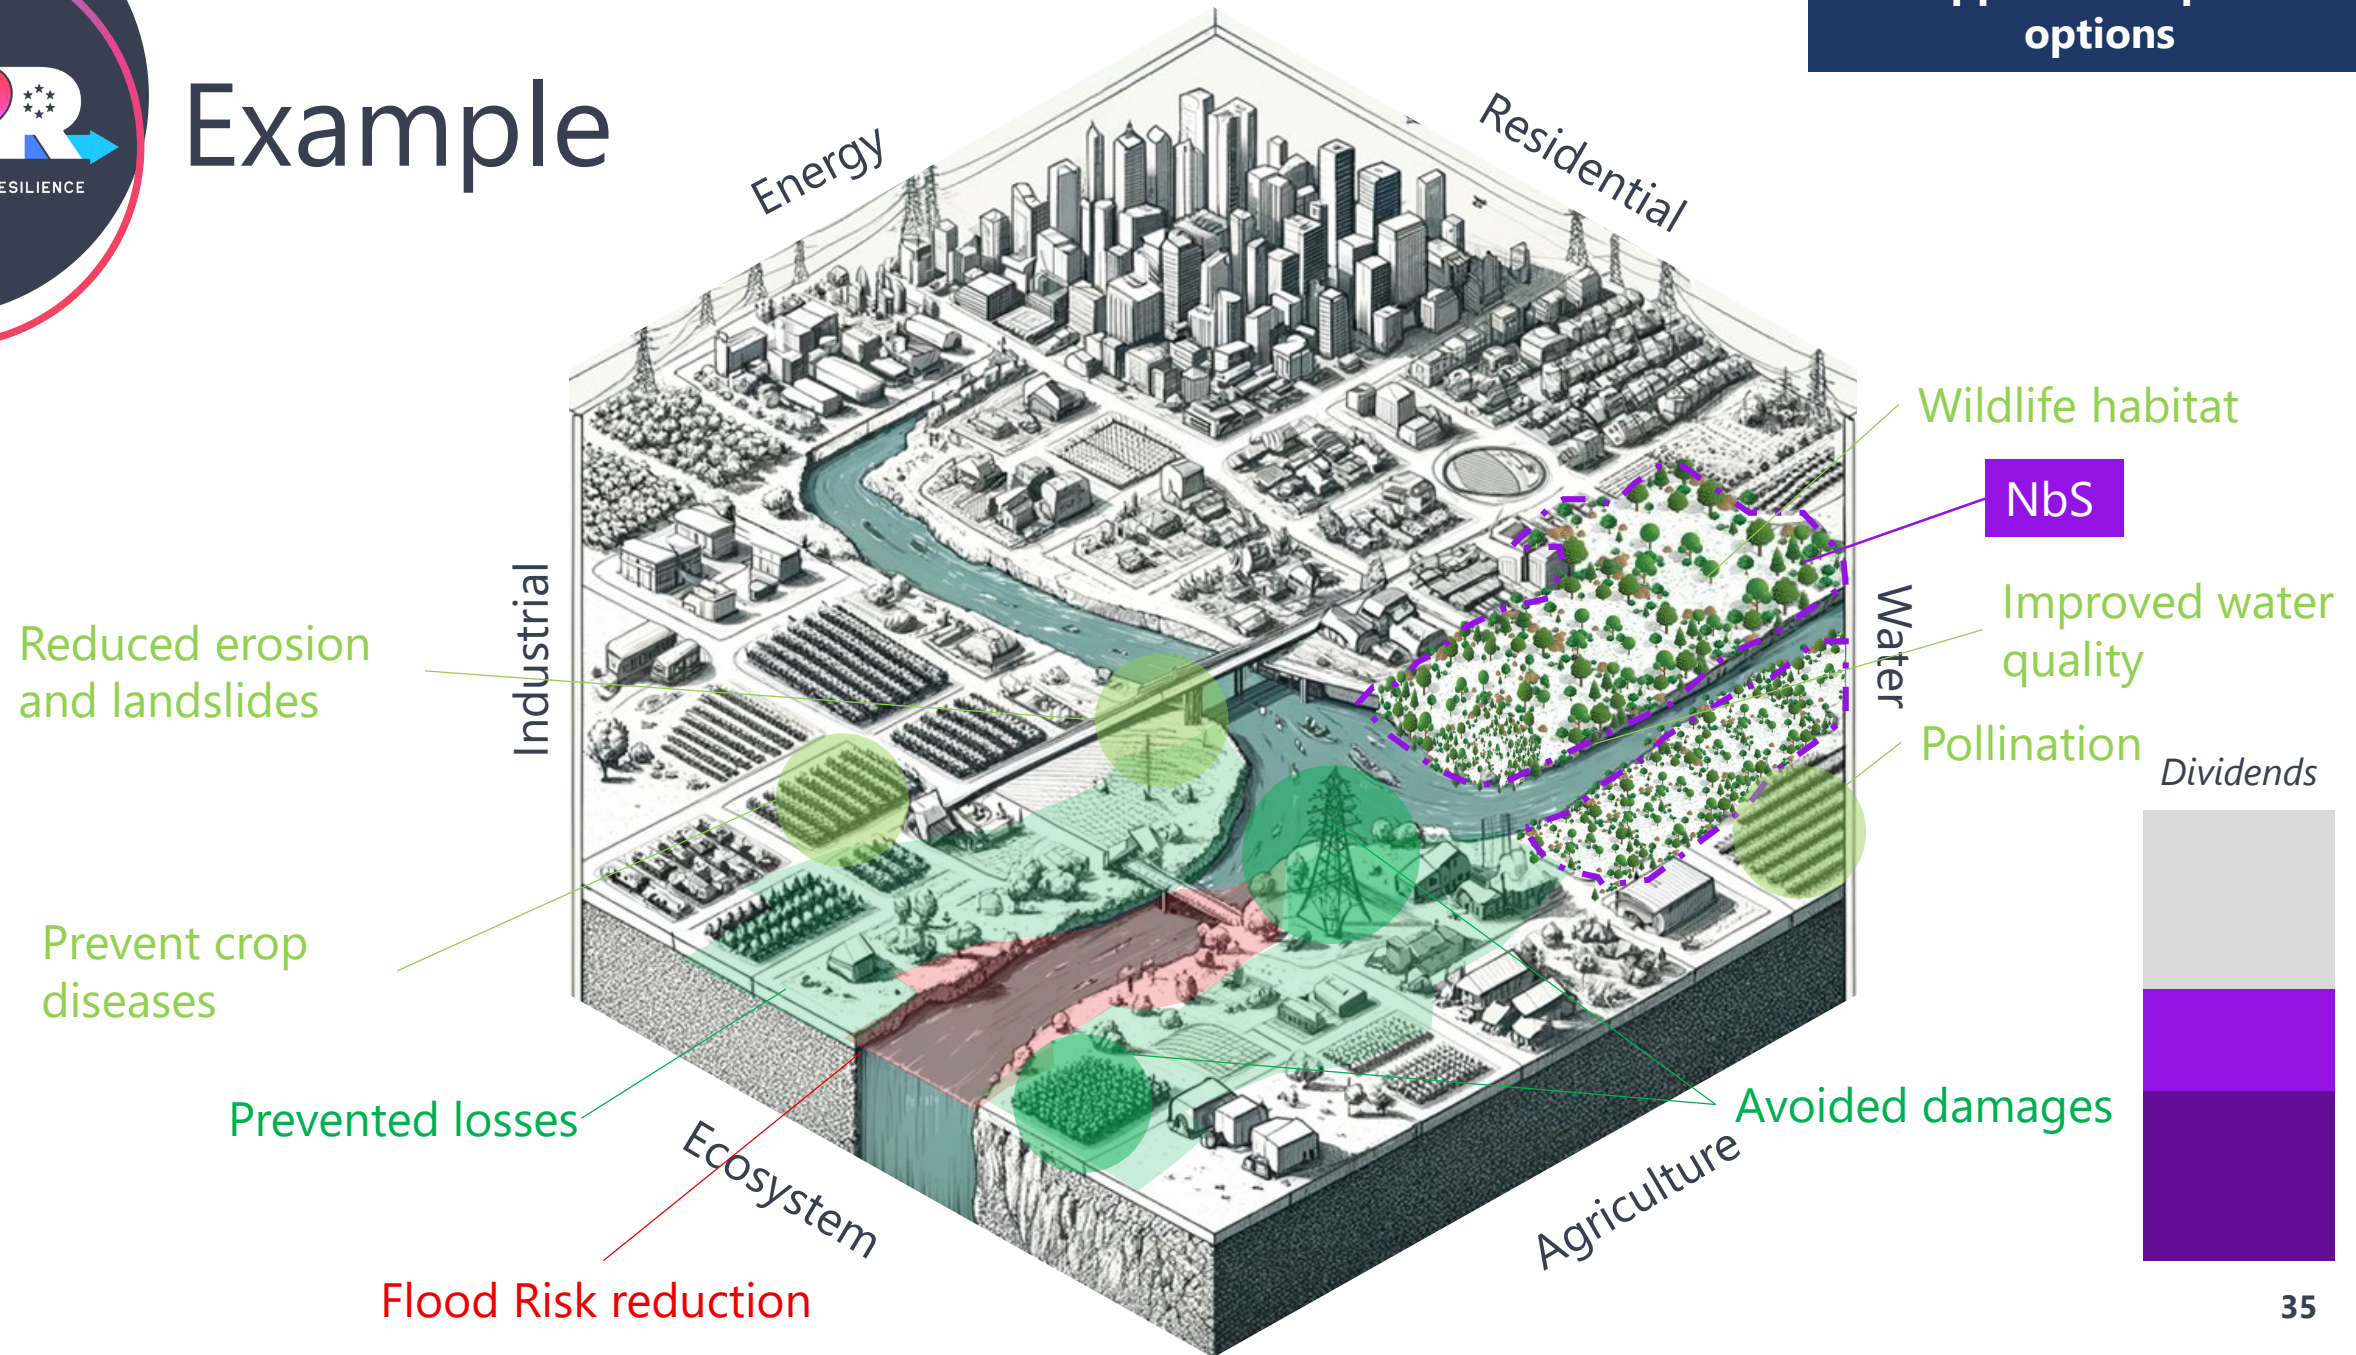 options
Example
ESILIENCE
Energy
Residential
Wildlife habitat
NbS
Industrial
Water
Improved water
quality
Reduced erosion
and landslides
Pollination
Dividends
Prevent crop
diseases
Prevented losses
Avoided damages
Ecosystem
Agriculture
Flood Risk reduction
35